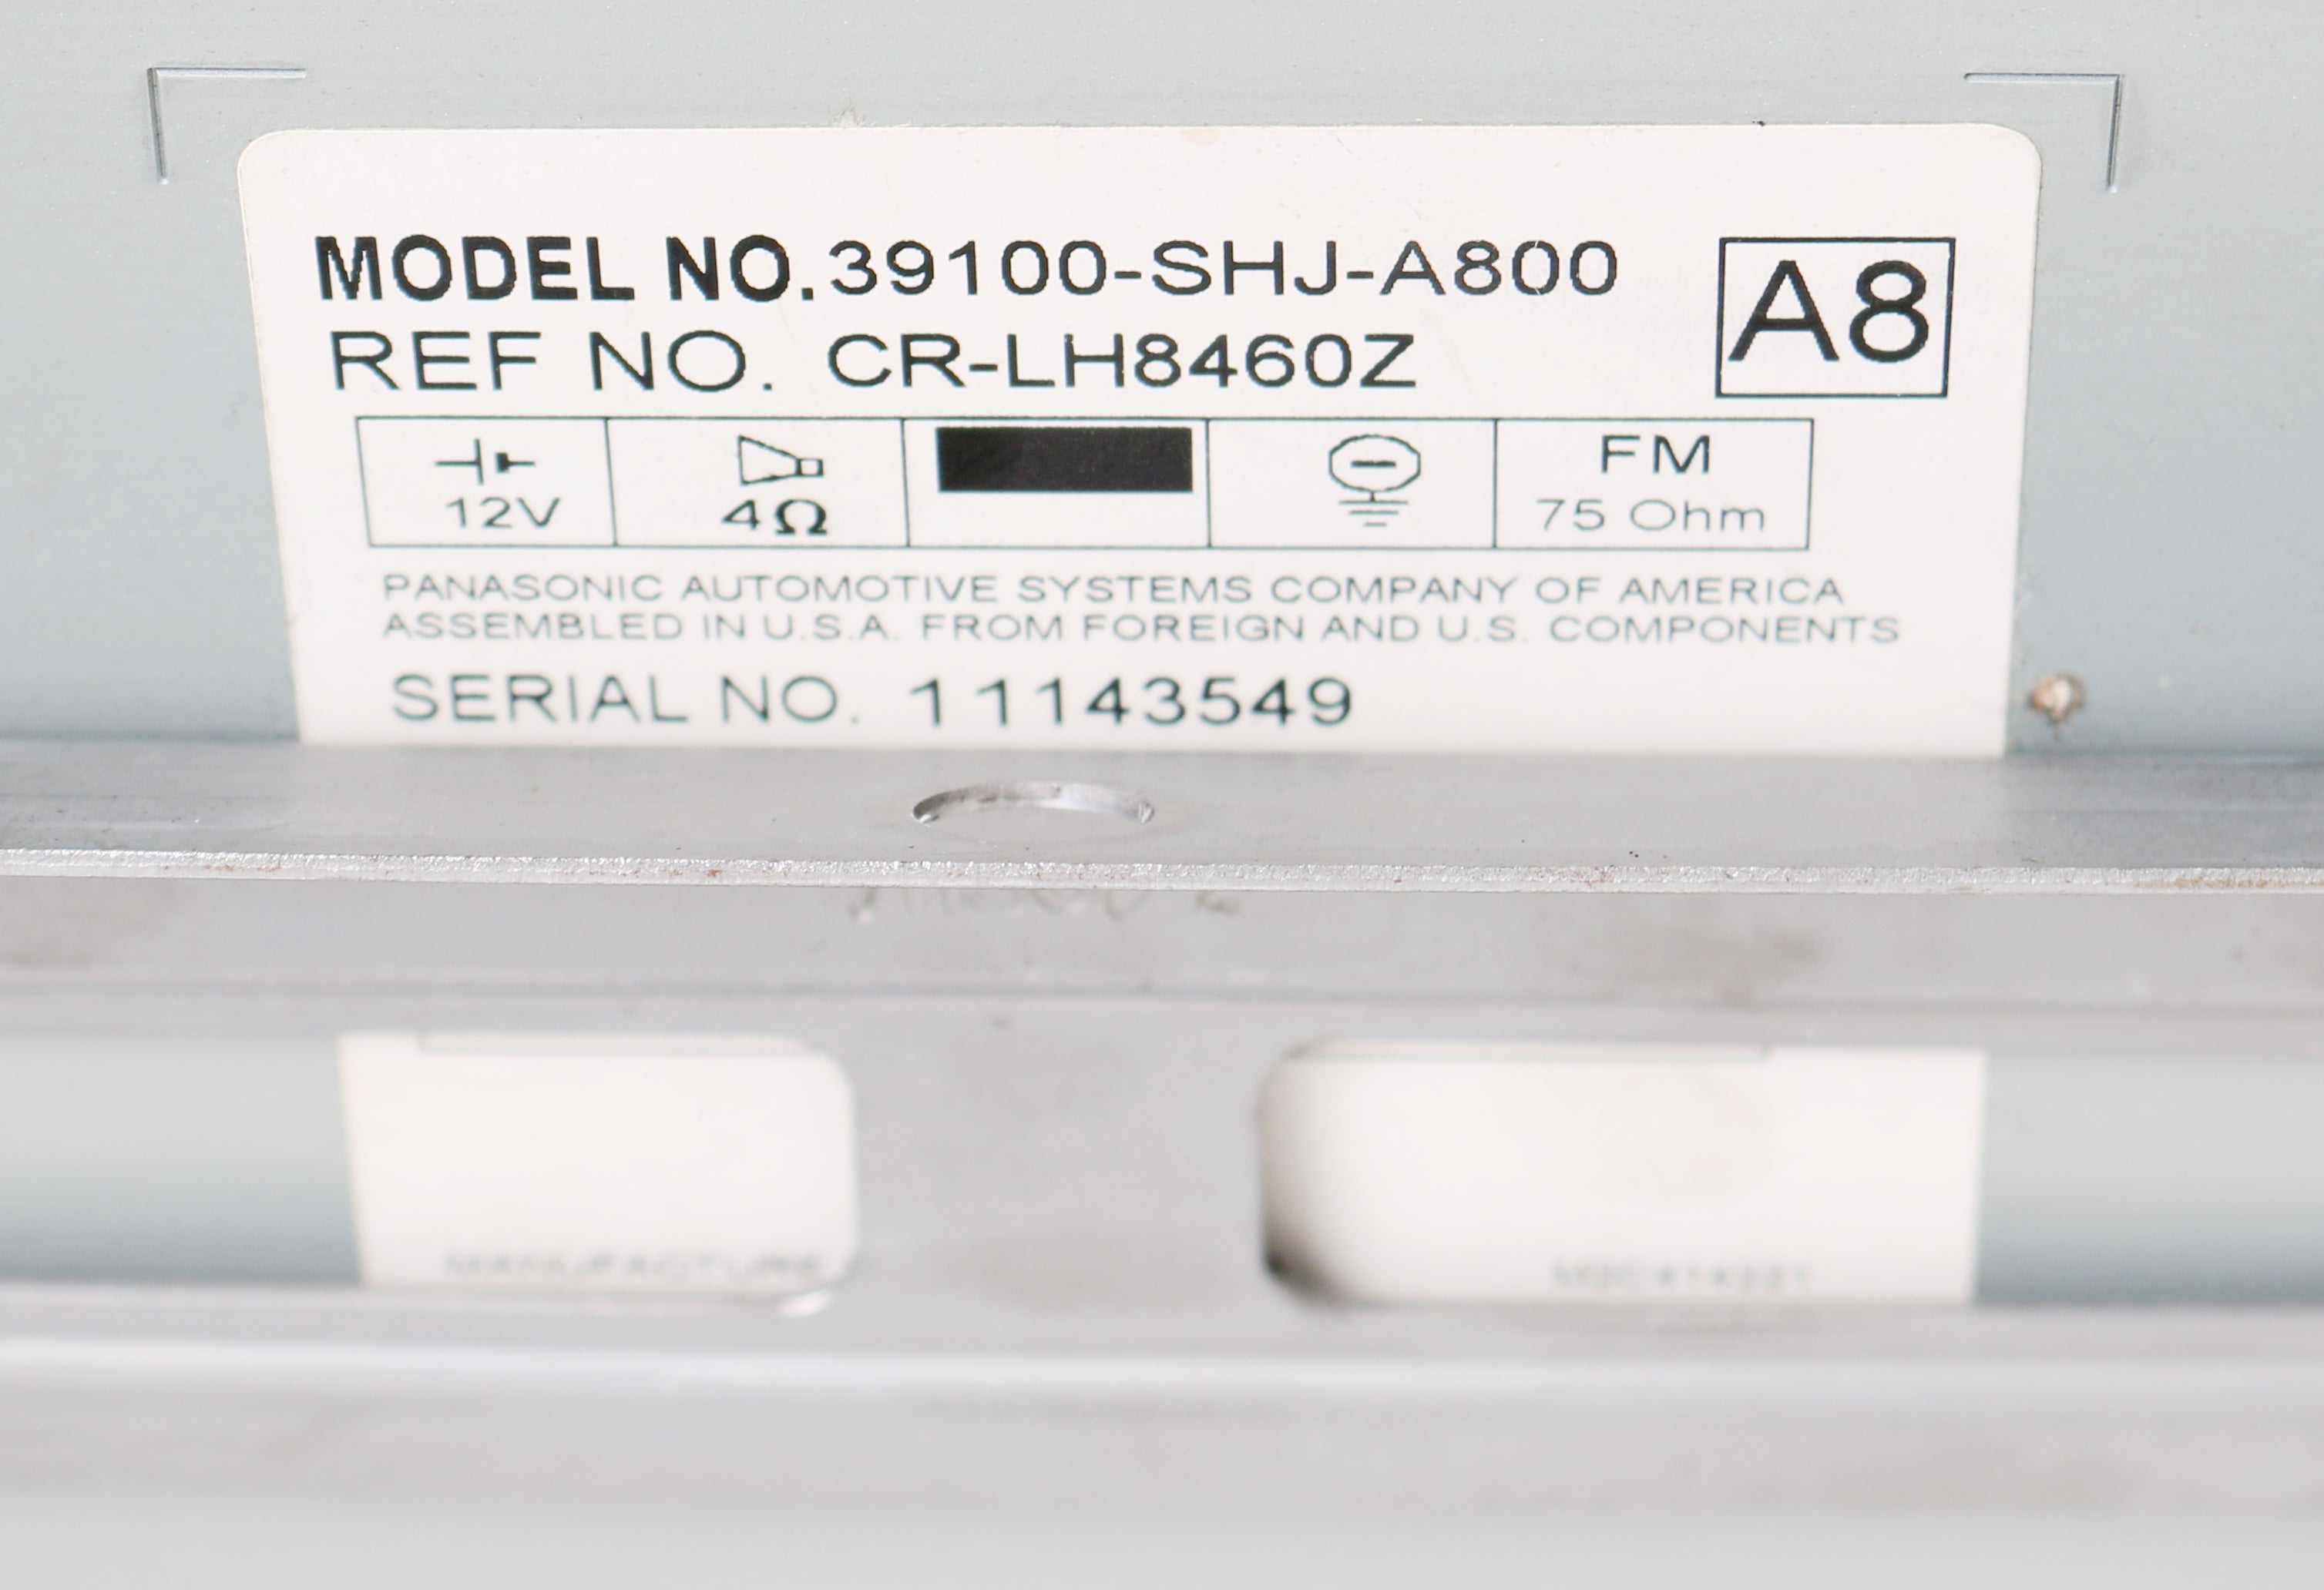 MODEL NO.39100-SHJ-A800
A8
REF NO. CR-LH8460Z
12V
4Ω
FM
75 Ohm
PANASONIC AUTOMOTIVE SYSTEMS COMPANY OF AMERICA
ASSEMBLED IN U.S.A. FROM FOREIGN AND U.S. COMPONENTS
SERIAL NO. 11143549
MANUFACTURE